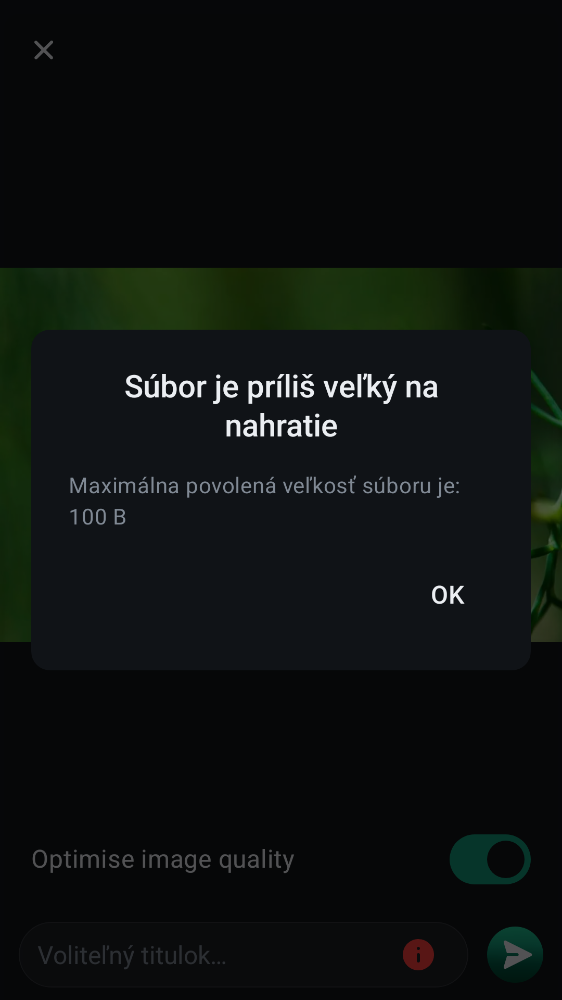 Súbor je príliš veľký na
nahratie
Maximálna povolená veľkosť súboru je:
100 B
OK
Optimise image quality
Voliteľný titulok…